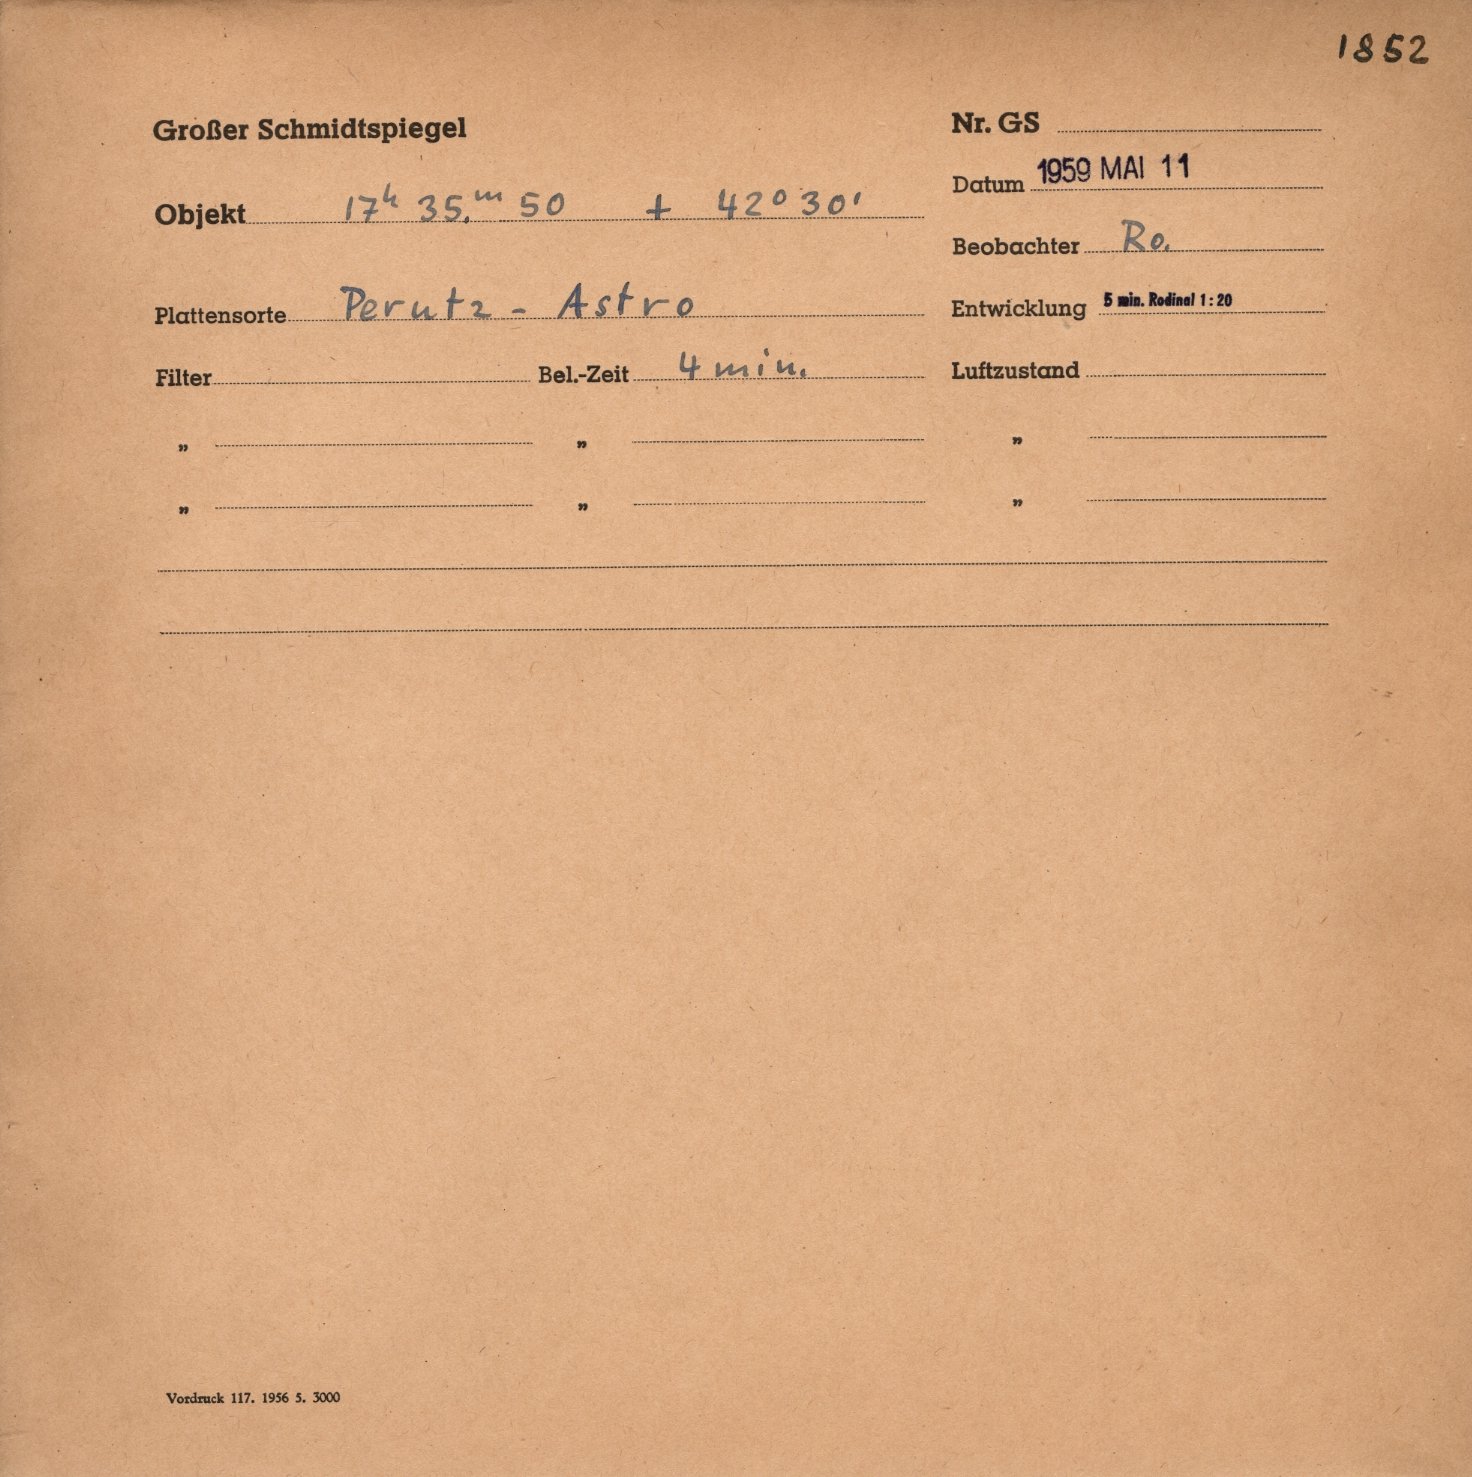 1852
Großer Schmidtspiegel
Nr. GS
Datum 1959 MAI 11
Objekt 17h 35.m 50 + 42° 30'
Beobachter Ro.
Plattensorte Perutz - Astro
Entwicklung 5 min. Rodinal 1:20
Filter Bel.-Zeit 4 min. Luftzustand
„ „ „
„ „ „
Vordruck 117. 1956 5. 3000